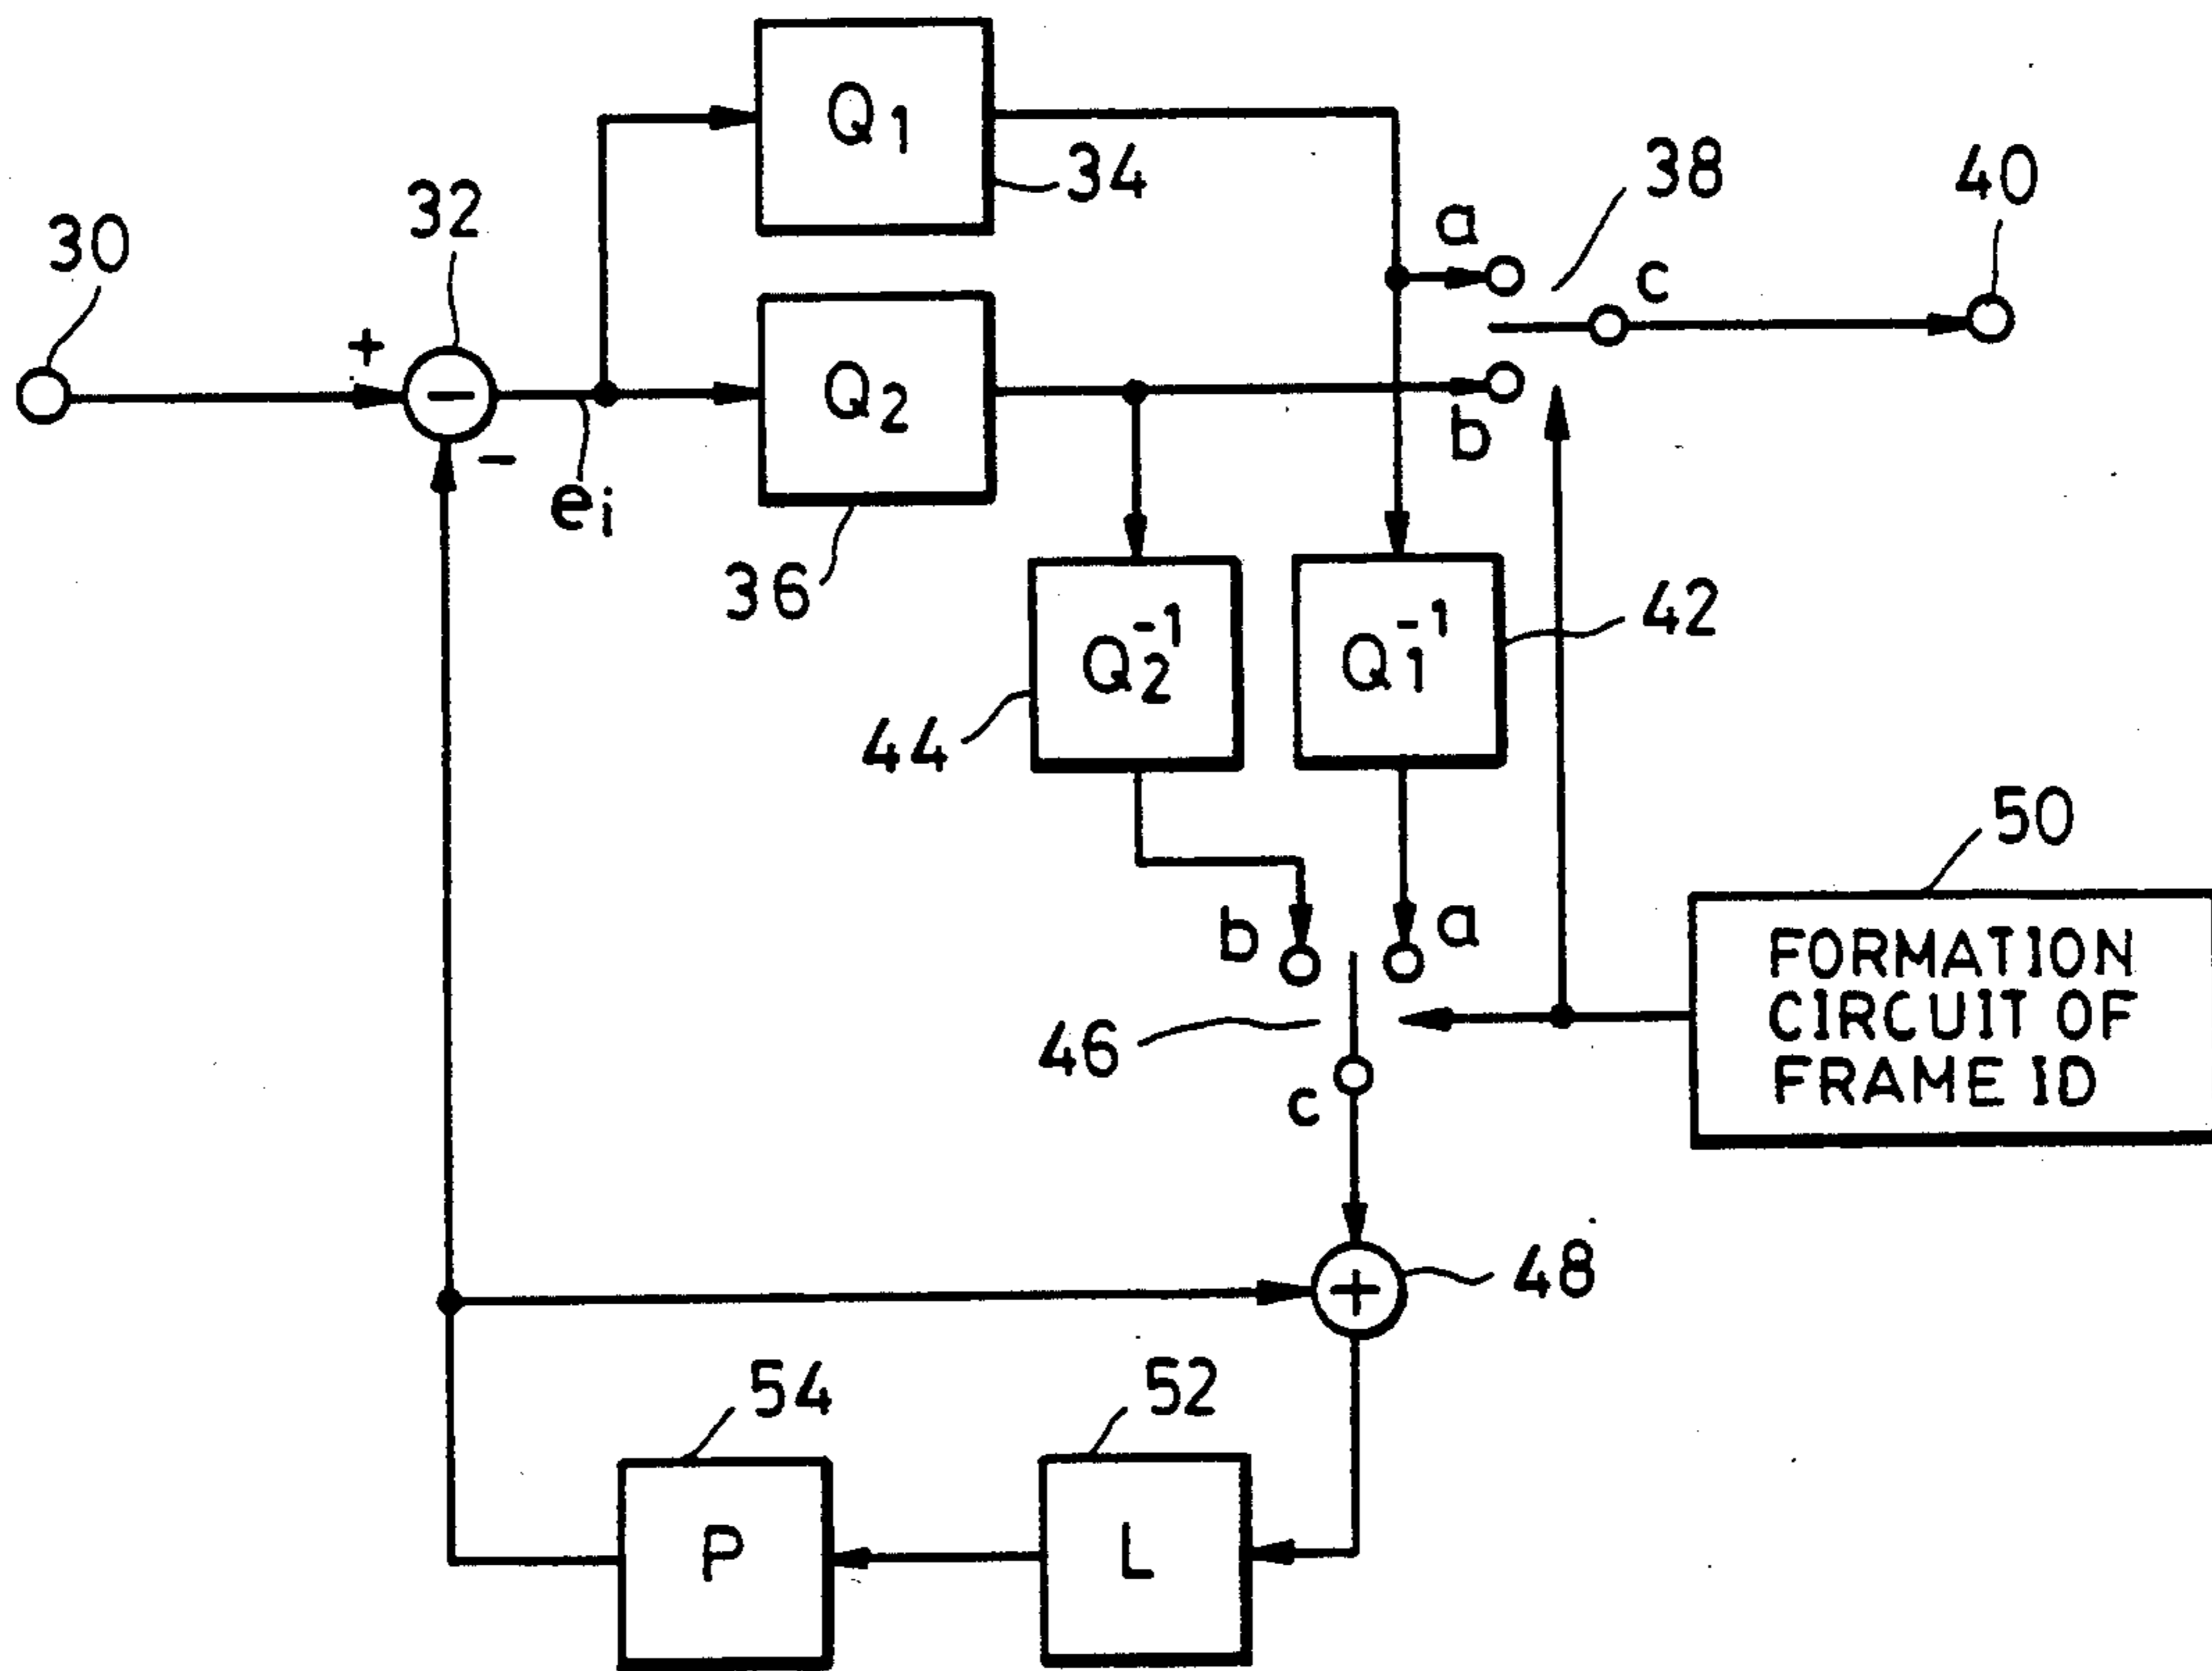 Q1
34
38
40
32
30
a
c
+
−
Q2
b
−
ei
36
Q2^-1
Q1^-1
42
44
50
FORMATION
CIRCUIT OF
FRAME ID
b
a
46
c
+
48
54
52
P
L